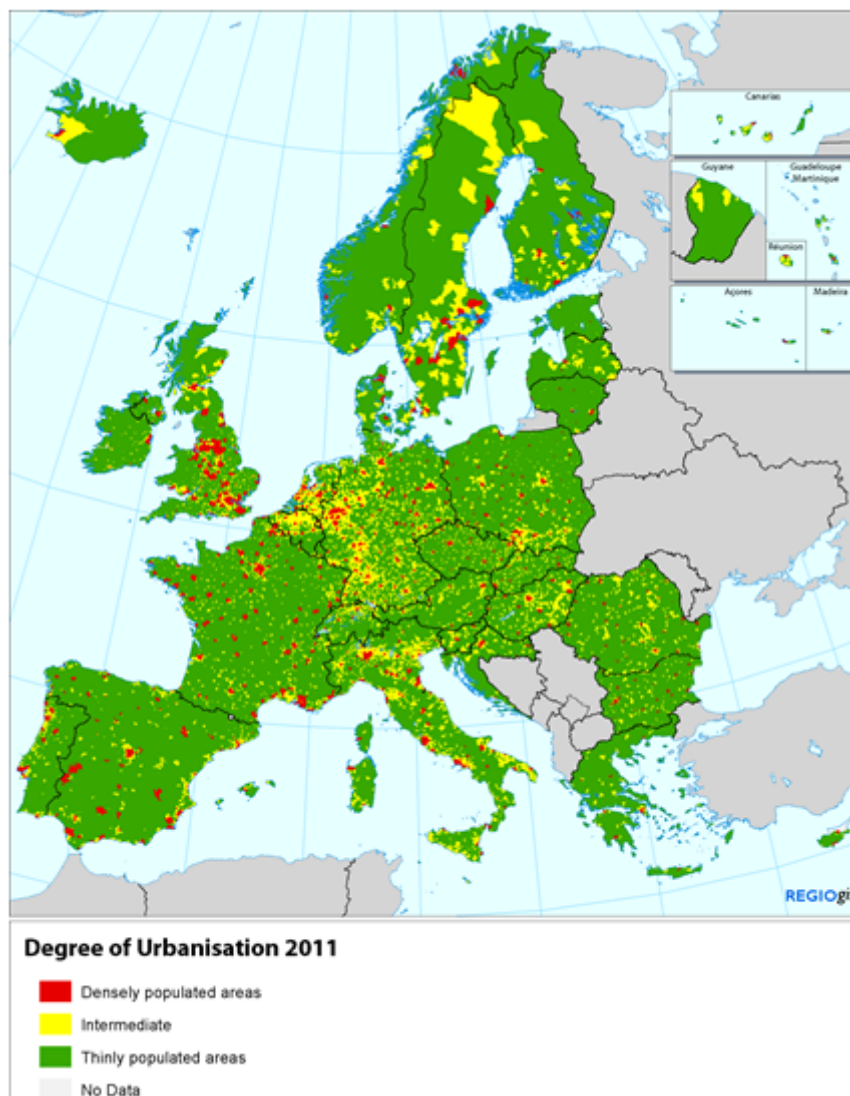 Canarias
Guyane
Guadeloupe
Martinique
Réunion
Açores
Madeira
REGIOgi
Degree of Urbanisation 2011
Densely populated areas
Intermediate
Thinly populated areas
No Data